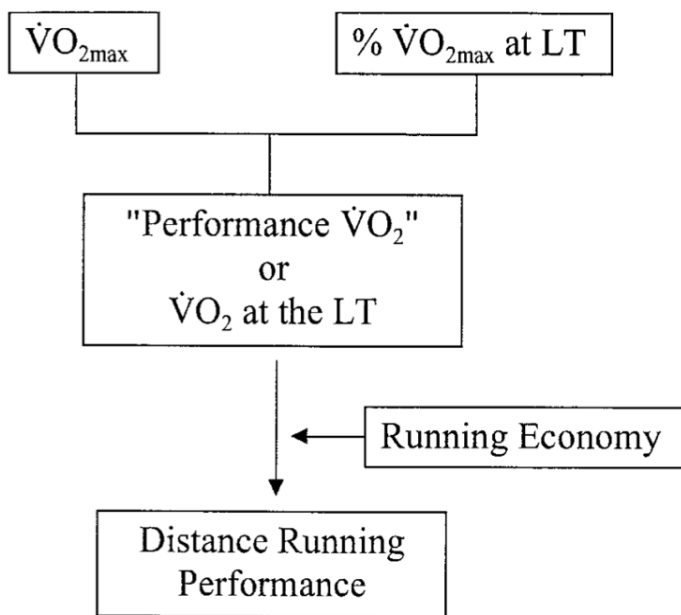 V̇O₂max
% V̇O₂max at LT
"Performance V̇O₂"
or
V̇O₂ at the LT
Running Economy
Distance Running
Performance